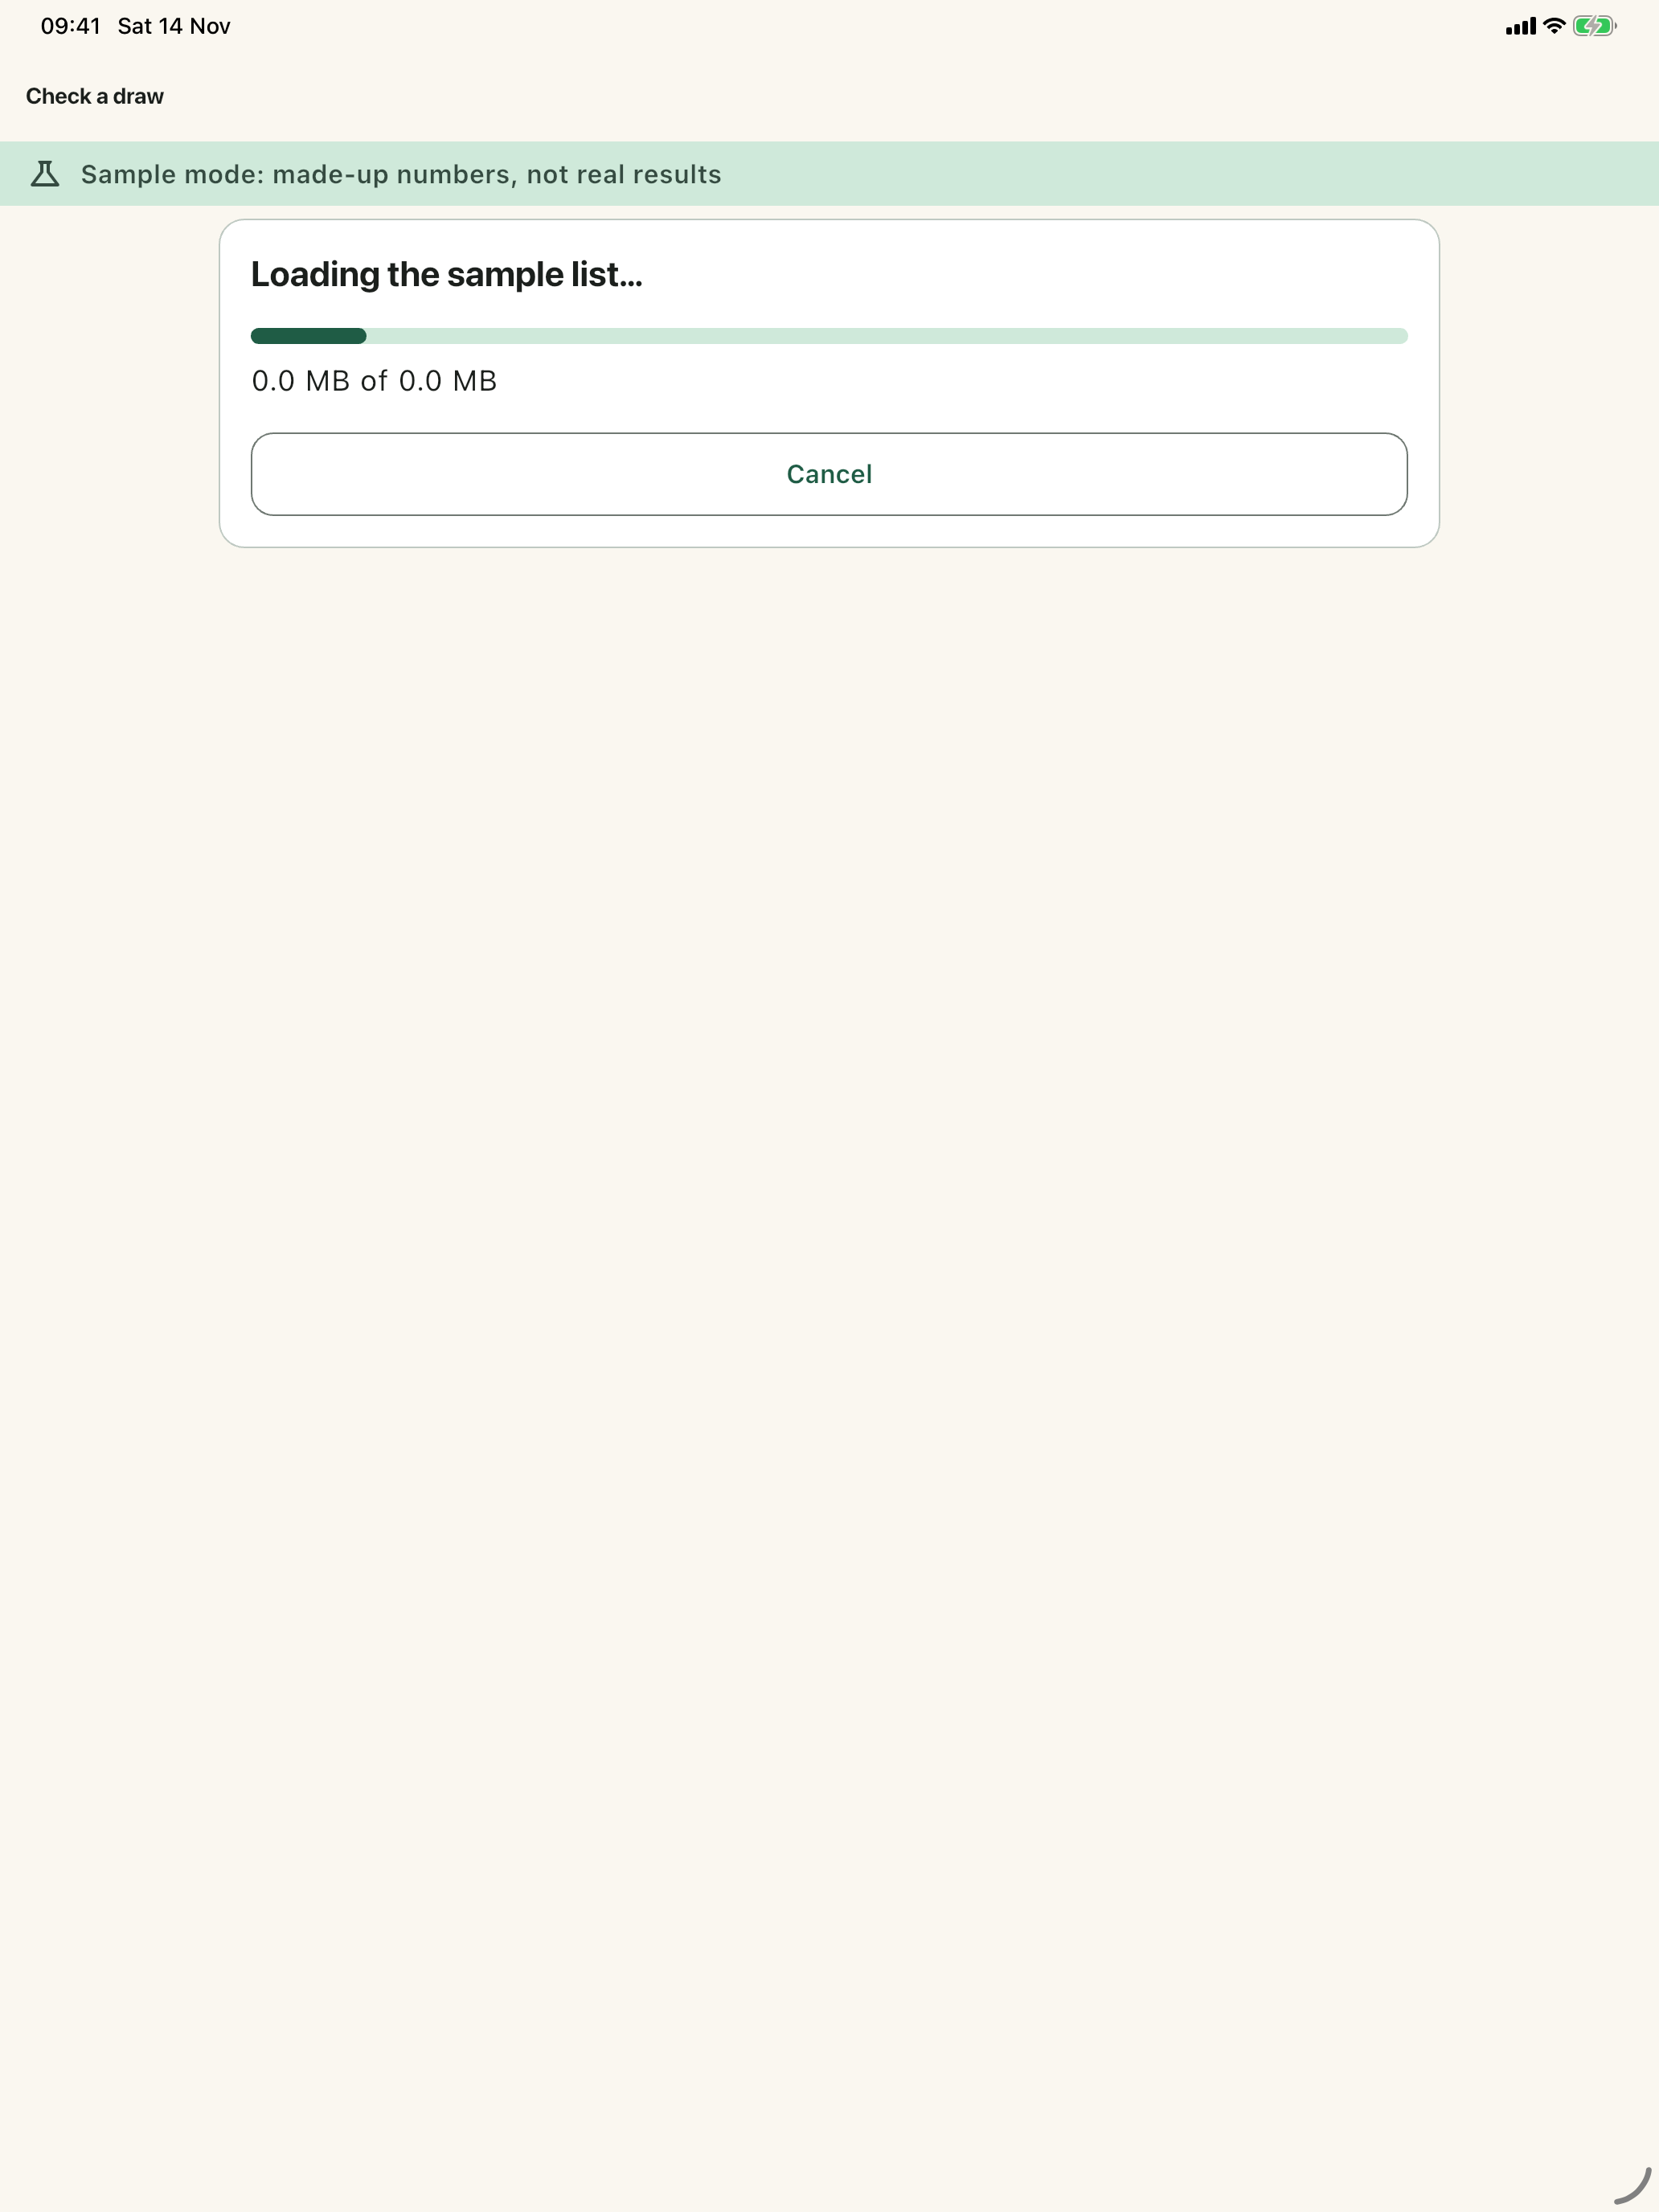 09:41 Sat 14 Nov
Check a draw
Sample mode: made-up numbers, not real results
Loading the sample list...
0.0 MB of 0.0 MB
Cancel